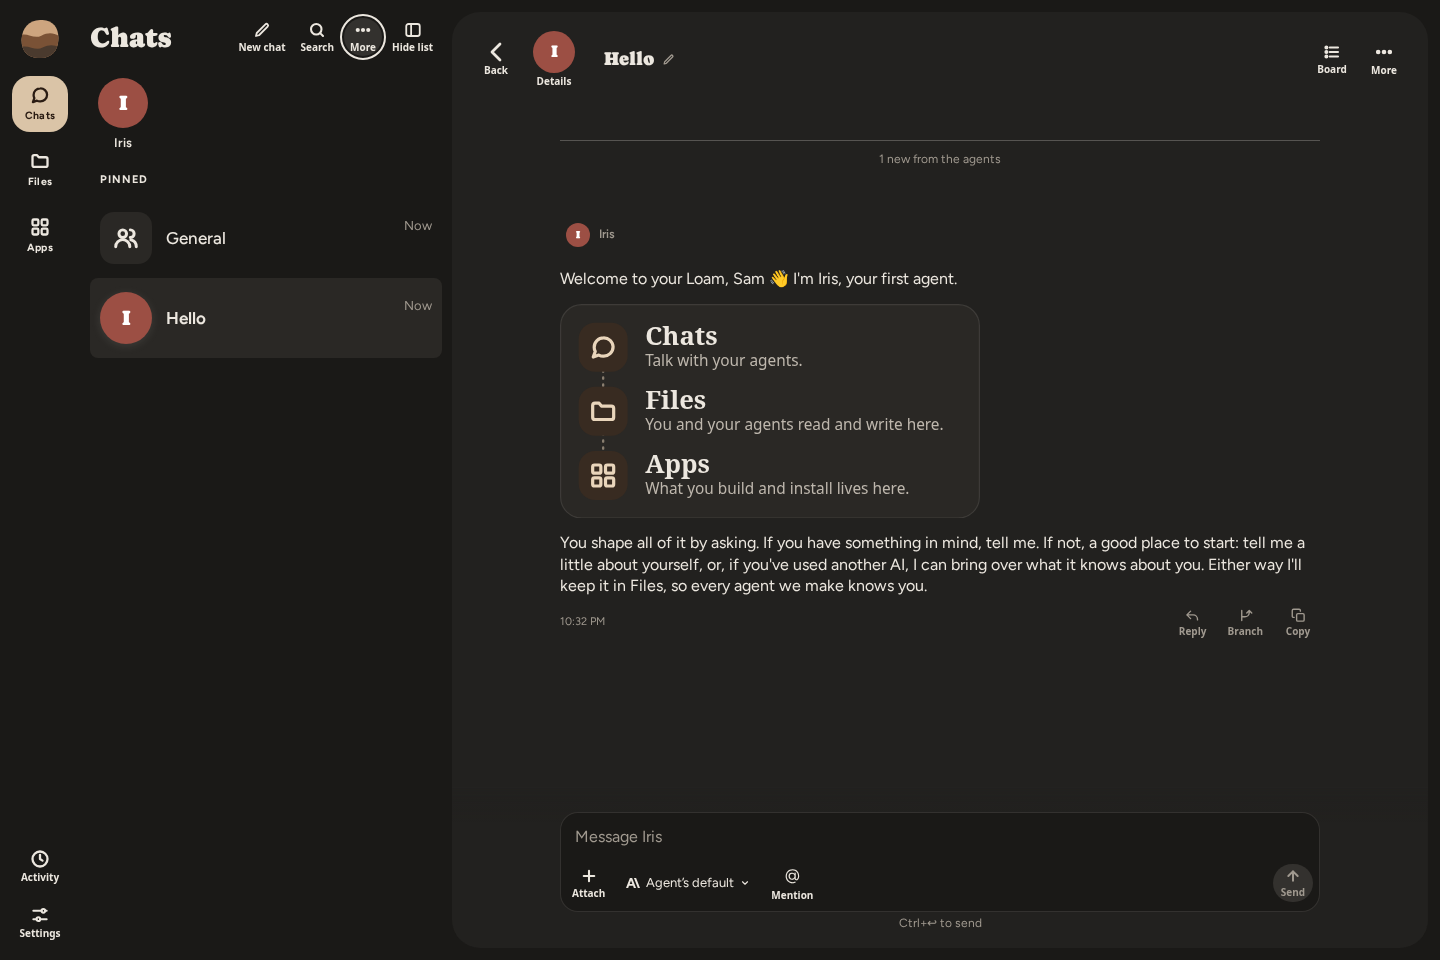 Chats
New chat
Search
More
Hide list
Chats
Files
Apps
Activity
Settings
I
Iris
PINNED
General
Now
I
Hello
Now
Back
I
Details
Hello
Board
More
1 new from the agents
I
Iris
Welcome to your Loam, Sam 👋 I'm Iris, your first agent.
Chats
Talk with your agents.
Files
You and your agents read and write here.
Apps
What you build and install lives here.
You shape all of it by asking. If you have something in mind, tell me. If not, a good place to start: tell me a
little about yourself, or, if you've used another AI, I can bring over what it knows about you. Either way I'll
keep it in Files, so every agent we make knows you.
10:32 PM
Reply
Branch
Copy
Message Iris
Attach
Agent's default
@
Mention
Send
Ctrl+↩ to send